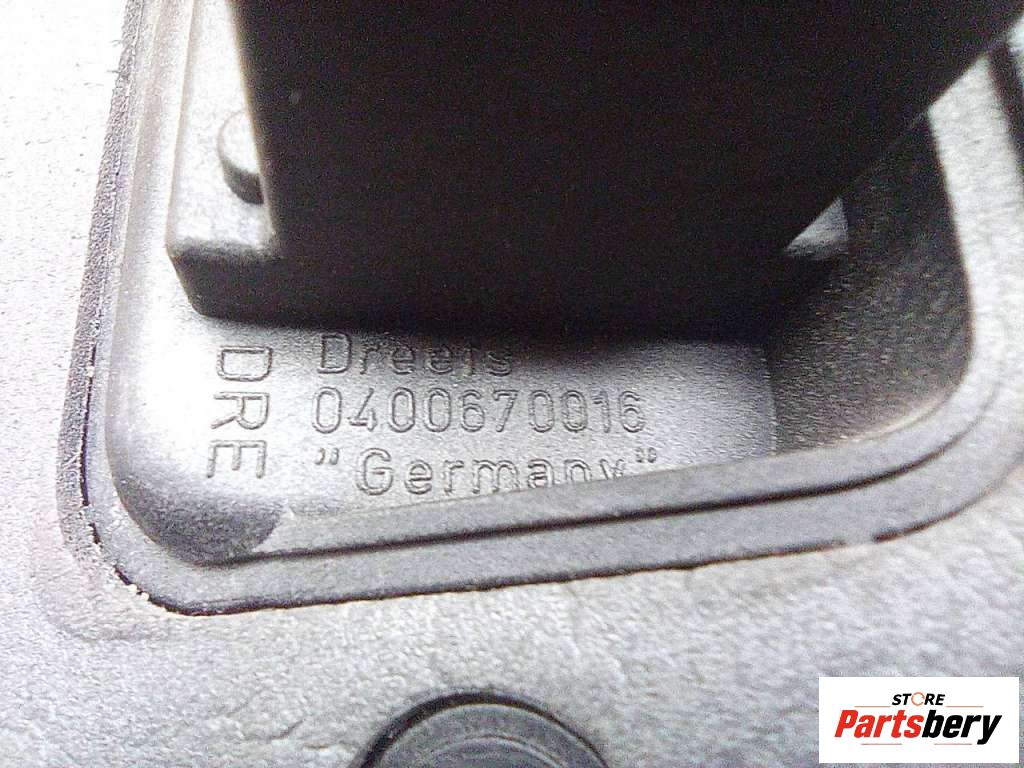 DRE
Dreefs
0400670016
"Germany"
STORE
Partsbery